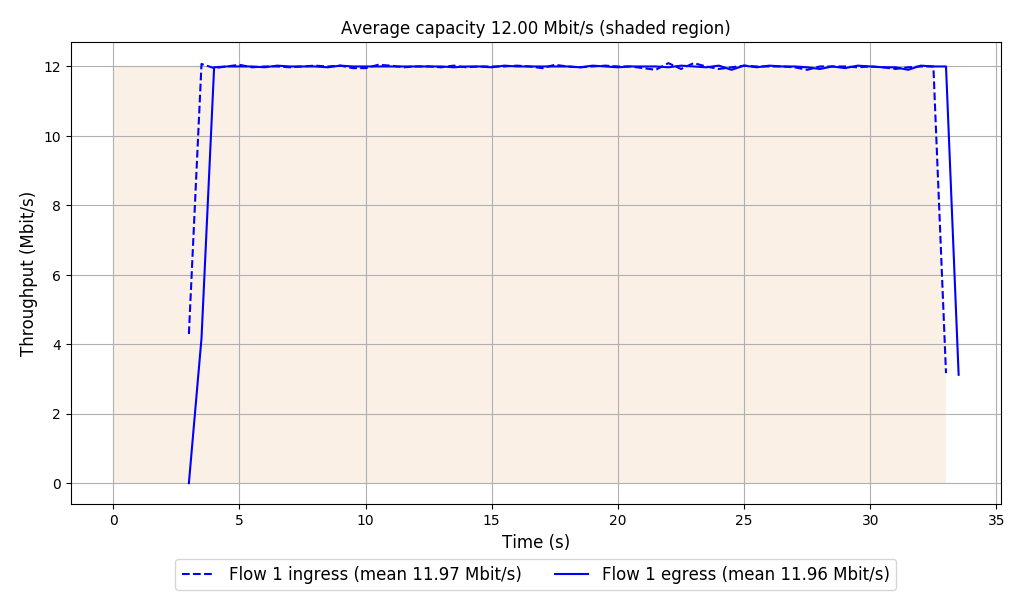 Average capacity 12.00 Mbit/s (shaded region)
Throughput (Mbit/s)
12
10
8
6
4
2
0
0 5 10 15 20 25 30 35
Time (s)
Flow 1 ingress (mean 11.97 Mbit/s) Flow 1 egress (mean 11.96 Mbit/s)